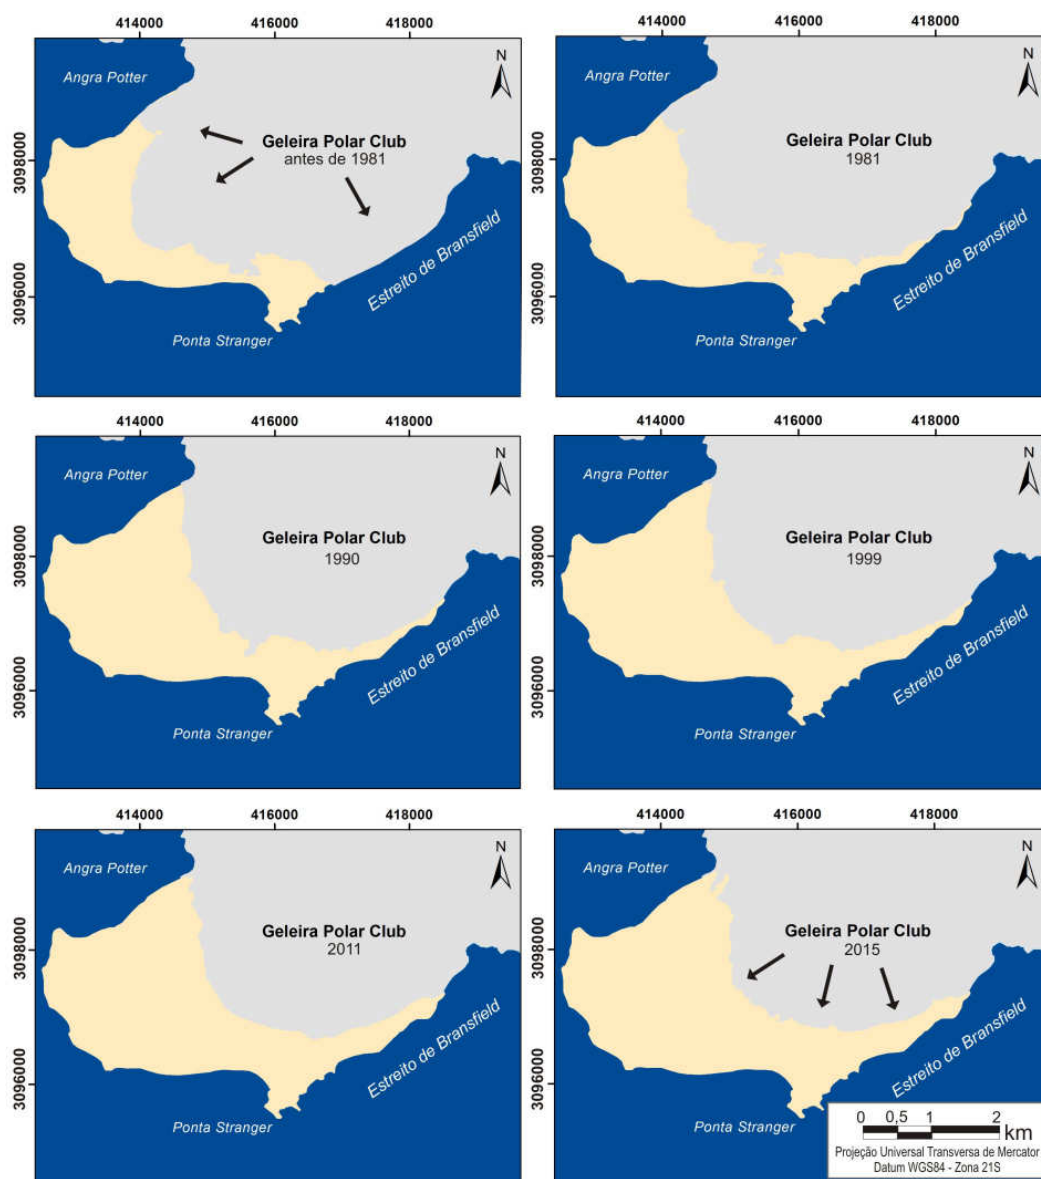 414000 416000 418000
Angra Potter
N
Geleira Polar Club
antes de 1981
3098000
3096000
Estreito de Bransfield
Ponta Stranger
414000 416000 418000
Angra Potter
N
Geleira Polar Club
1981
3098000
3096000
Estreito de Bransfield
Ponta Stranger
414000 416000 418000
Angra Potter
N
Geleira Polar Club
1990
3098000
3096000
Estreito de Bransfield
Ponta Stranger
414000 416000 418000
Angra Potter
N
Geleira Polar Club
1999
3098000
3096000
Estreito de Bransfield
Ponta Stranger
414000 416000 418000
Angra Potter
N
Geleira Polar Club
2011
3098000
3096000
Estreito de Bransfield
Ponta Stranger
414000 416000 418000
Angra Potter
N
Geleira Polar Club
2015
3098000
3096000
Estreito de Bransfield
Ponta Stranger
0 0,5 1 2
km
Projeção Universal Transversa de Mercator
Datum WGS84 - Zona 21S